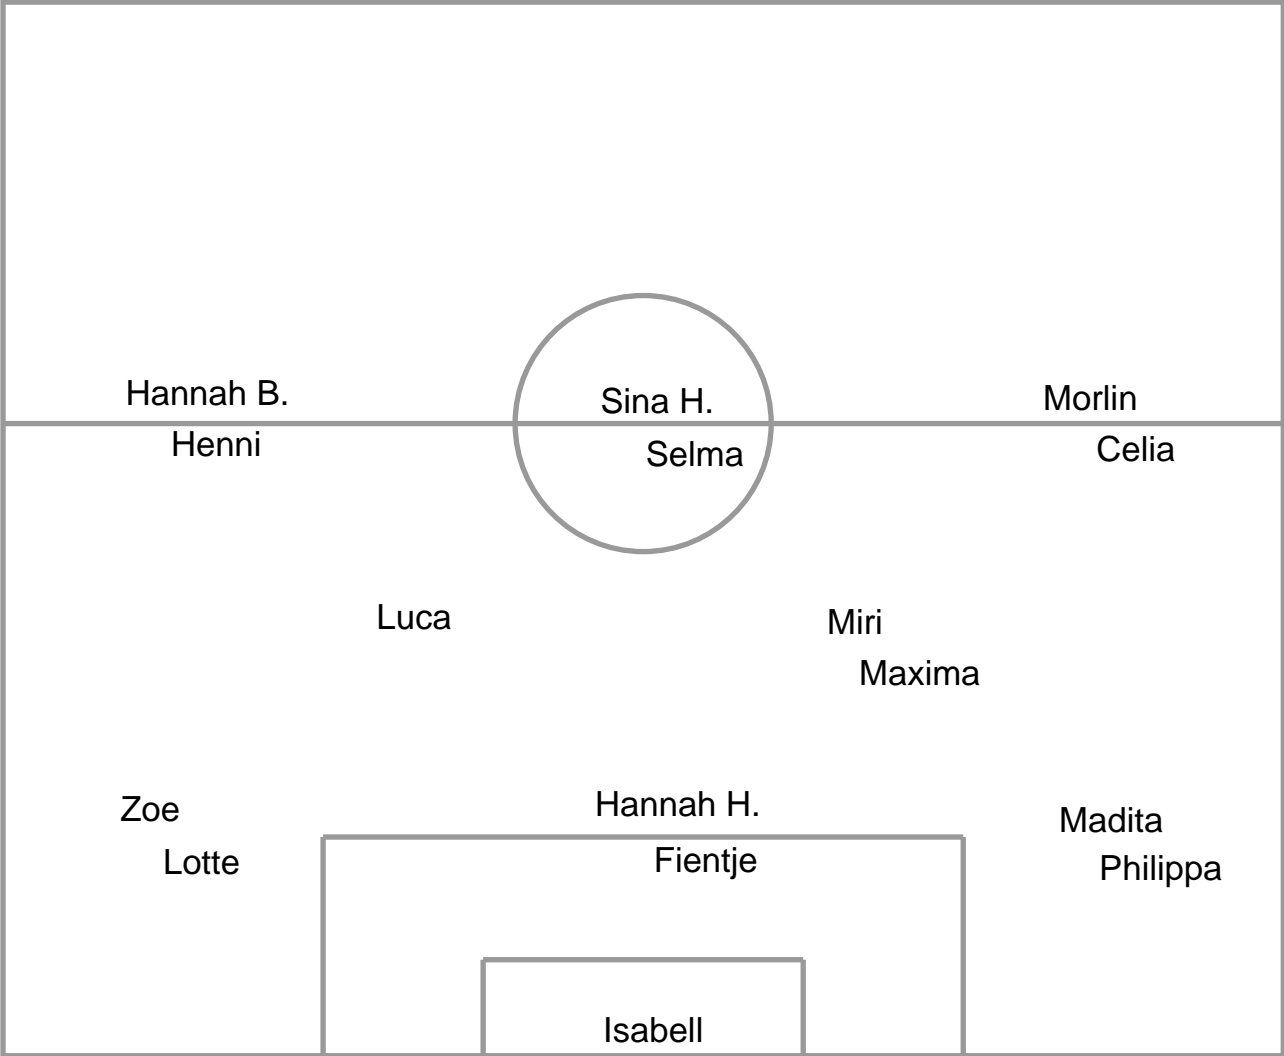 Hannah B.
Henni
Sina H.
Selma
Morlin
Celia
Luca
Miri
Maxima
Zoe
Lotte
Hannah H.
Fientje
Madita
Philippa
Isabell